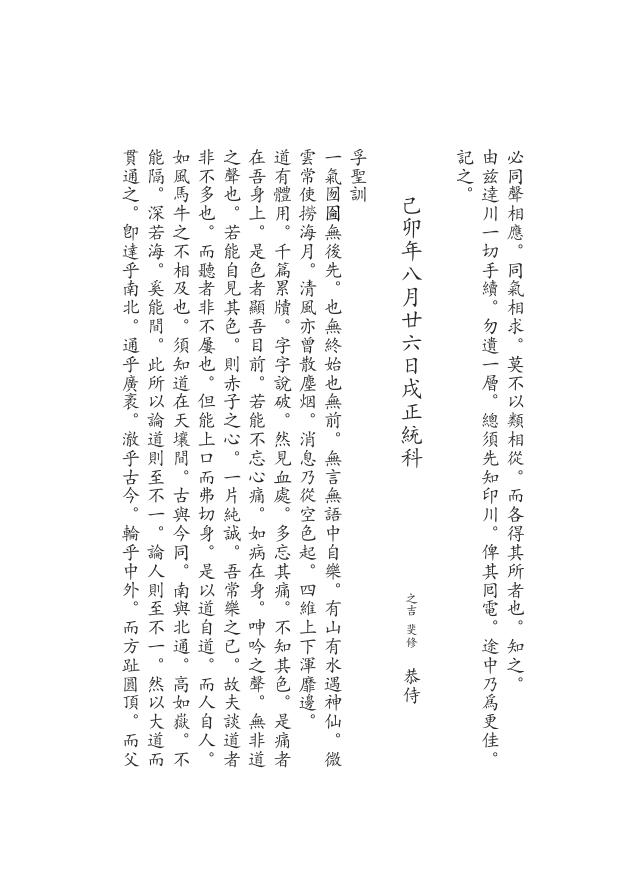 必同聲相應。同氣相求。莫不以類相從。而各得其所者也。知之。
由茲達川一切手續。勿遺一層。總須先知印川。俾其回電。途中乃爲更佳。
記之。
己卯年八月廿六日戌正統科　之吉 斐修　恭侍
孚聖訓
一氣囫圇無後先。也無終始也無前。無言無語中自樂。有山有水遇神仙。微
雲常使撈海月。清風亦曾散塵烟。消息乃從空色起。四維上下渾靡邊。
道有體用。千篇累牘。字字說破。然見血處。多忘其痛。不知其色。是痛者
在吾身上。是色者顯吾目前。若能不忘心痛。如病在身。呻吟之聲。無非道
之聲也。若能自見其色。則赤子之心。一片純誠。吾常樂之已。故夫談道者
非不多也。而聽者非不屢也。但能上口而弗切身。是以道自道。而人自人。
如風馬牛之不相及也。須知道在天壤間。古與今同。南與北通。高如嶽。不
能隔。深若海。奚能間。此所以論道則至不一。論人則至不一。然以大道而
貫通之。卽達乎南北。通乎廣袤。澈乎古今。輪乎中外。而方趾圓頂。而父